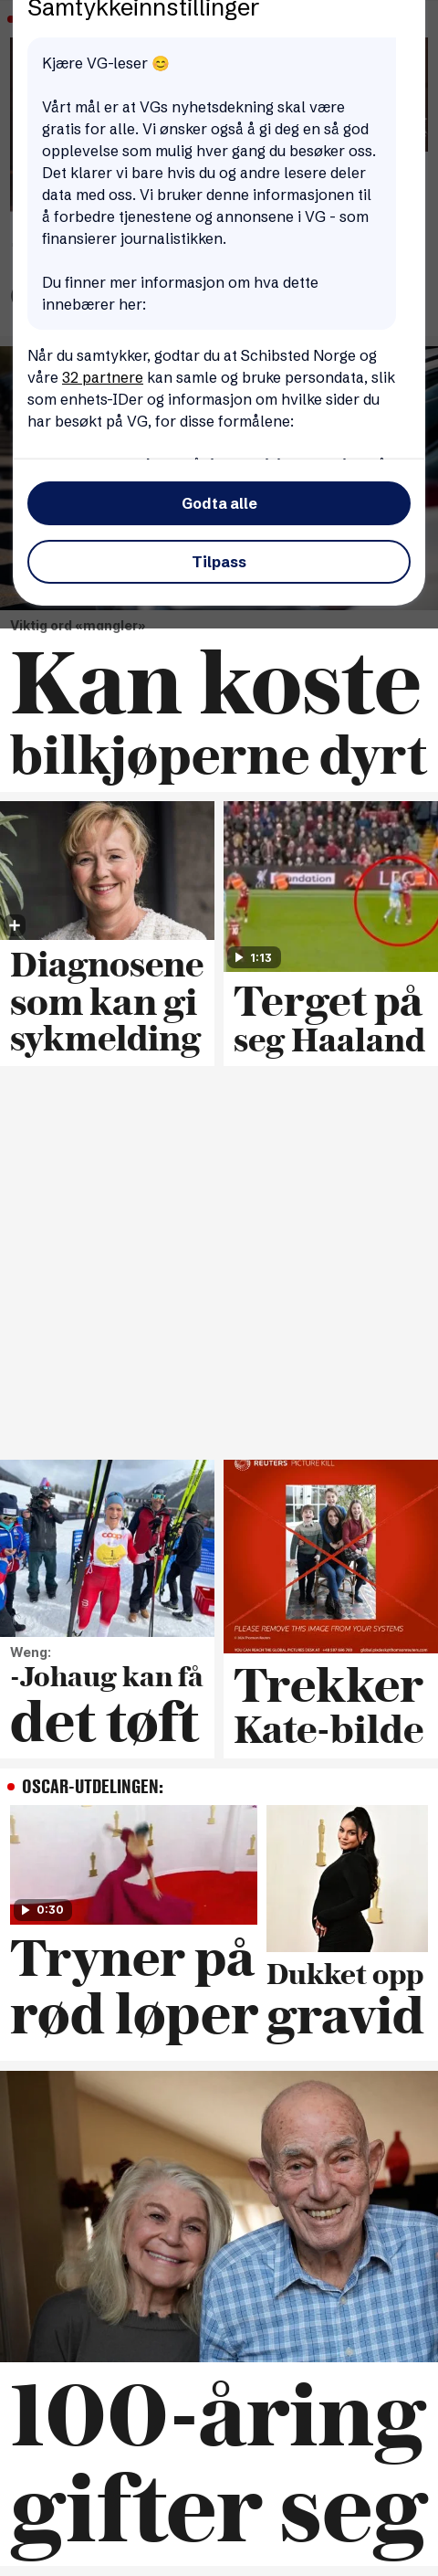 Samtykkeinnstillinger
Kjære VG-leser 😊
Vårt mål er at VGs nyhetsdekning skal være
gratis for alle. Vi ønsker også å gi deg en så god
opplevelse som mulig hver gang du besøker oss.
Det klarer vi bare hvis du og andre lesere deler
data med oss. Vi bruker denne informasjonen til
å forbedre tjenestene og annonsene i VG - som
finansierer journalistikken.
Du finner mer informasjon om hva dette
innebærer her:
Når du samtykker, godtar du at Schibsted Norge og
våre 32 partnere kan samle og bruke persondata, slik
som enhets-IDer og informasjon om hvilke sider du
har besøkt på VG, for disse formålene:
Godta alle
Tilpass
Viktig ord «mangler»
Kan koste
bilkjøperne dyrt
Diagnosene
som kan gi
sykmelding
1:13
Terget på
seg Haaland
Weng:
-Johaug kan få
det tøft
REUTERS PICTURE KILL
PLEASE REMOVE THIS IMAGE FROM YOUR SYSTEMS
Trekker
Kate-bilde
OSCAR-UTDELINGEN:
0:30
Tryner på
rød løper
Dukket opp
gravid
100-åring
gifter seg